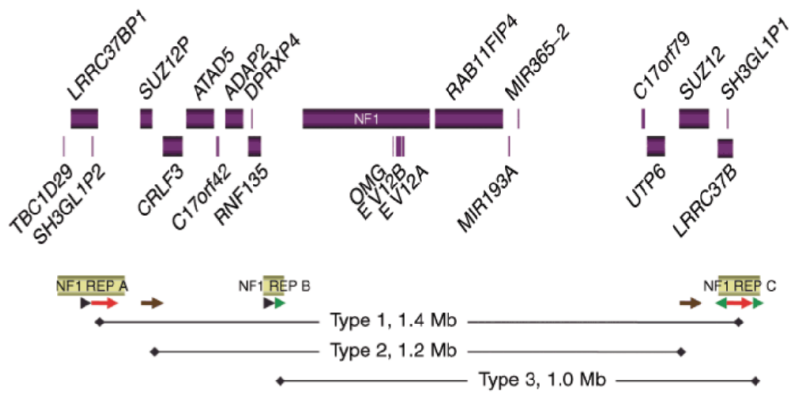 LRRC37BP1
SUZ12P
ATAD5
ADAP2
DPRXP4
RAB11FIP4
MIR365-2
C17orf79
SUZ12
SH3GL1P1
NF1
TBC1D29
SH3GL1P2
CRLF3
C17orf42
RNF135
OMG
EV12B
EV12A
MIR193A
UTP6
LRRC37B
NF1 REP A
NF1 REP B
NF1 REP C
Type 1, 1.4 Mb
Type 2, 1.2 Mb
Type 3, 1.0 Mb